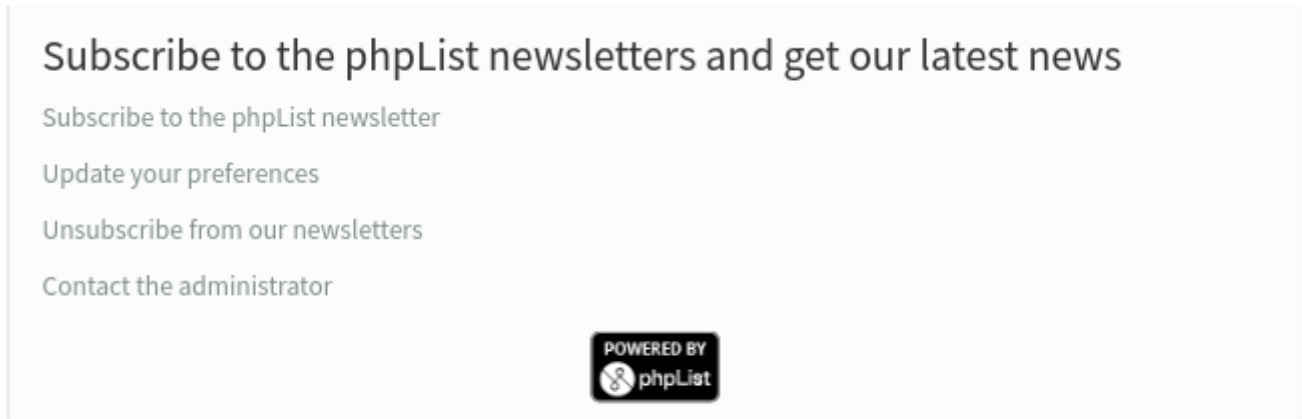 Subscribe to the phpList newsletters and get our latest news
Subscribe to the phpList newsletter
Update your preferences
Unsubscribe from our newsletters
Contact the administrator
POWERED BY
phpList